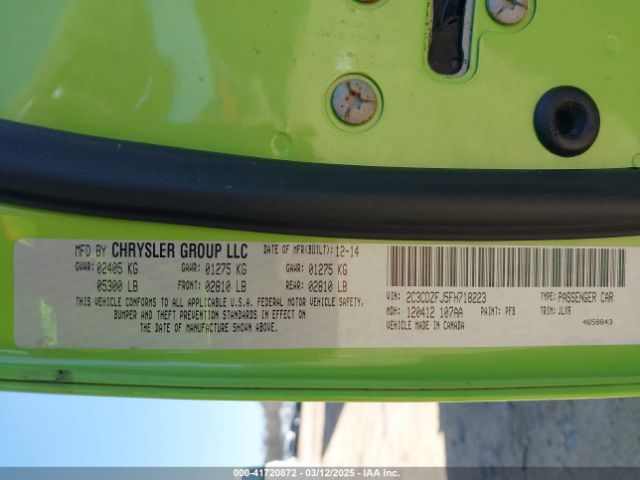 MFD BY CHRYSLER GROUP LLC DATE OF MFR(BUILT): 12-14
GVWR: 02405 KG GAWR: 01275 KG GAWR: 01275 KG
05300 LB FRONT: 02810 LB REAR: 02810 LB
THIS VEHICLE CONFORMS TO ALL APPLICABLE U.S.A. FEDERAL MOTOR VEHICLE SAFETY,
BUMPER AND THEFT PREVENTION STANDARDS IN EFFECT ON
THE DATE OF MANUFACTURE SHOWN ABOVE.
VIN: 2C3CDZFJ5FH718223 TYPE: PASSENGER CAR
MDH: 120412 107AA PAINT: PFB TRIM: JLX9
VEHICLE MADE IN CANADA 4658843
000-41720872 - 03/12/2025 - IAA Inc.